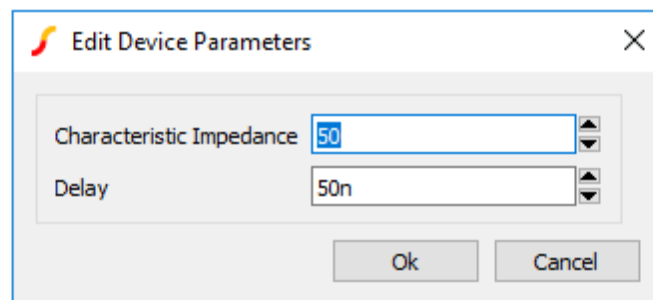 Edit Device Parameters
Characteristic Impedance 50
Delay 50n
Ok Cancel